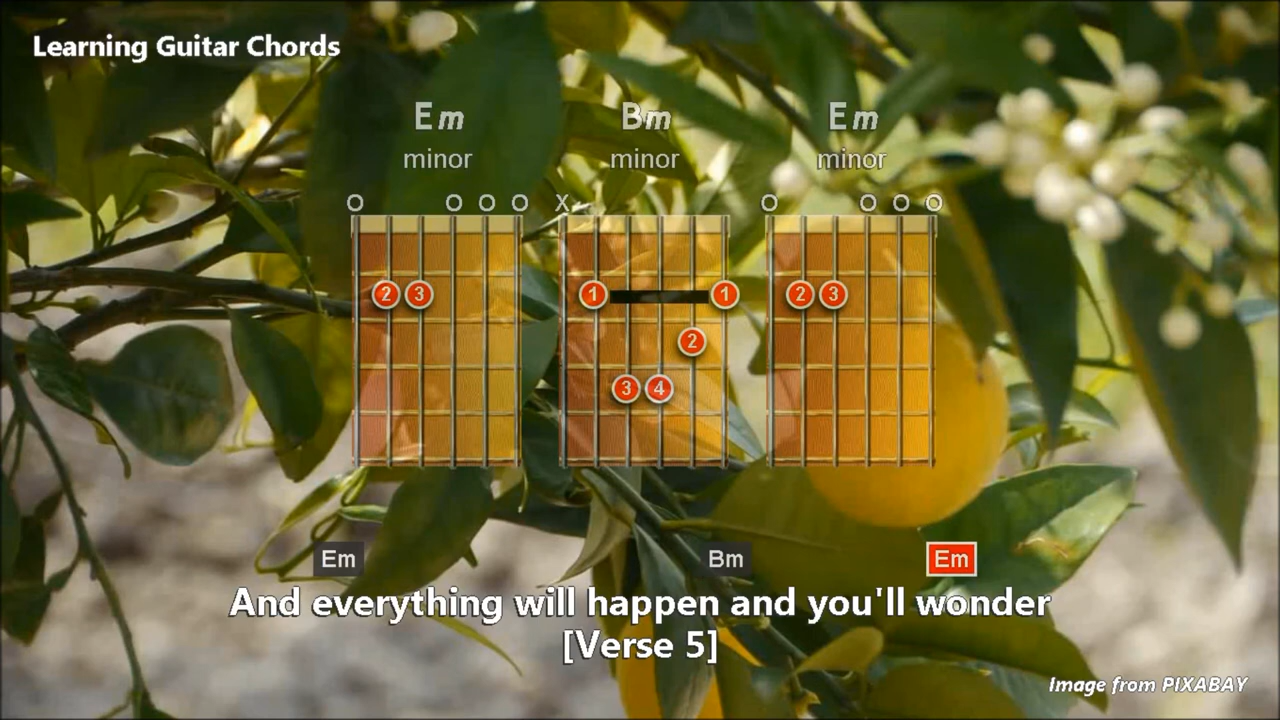 Learning Guitar Chords
Em Bm Em
minor minor minor
O O O O X O O O O
2 3 1 1 2 3
2
3 4
Em Bm Em
And everything will happen and you'll wonder
[Verse 5]
Image from PIXABAY